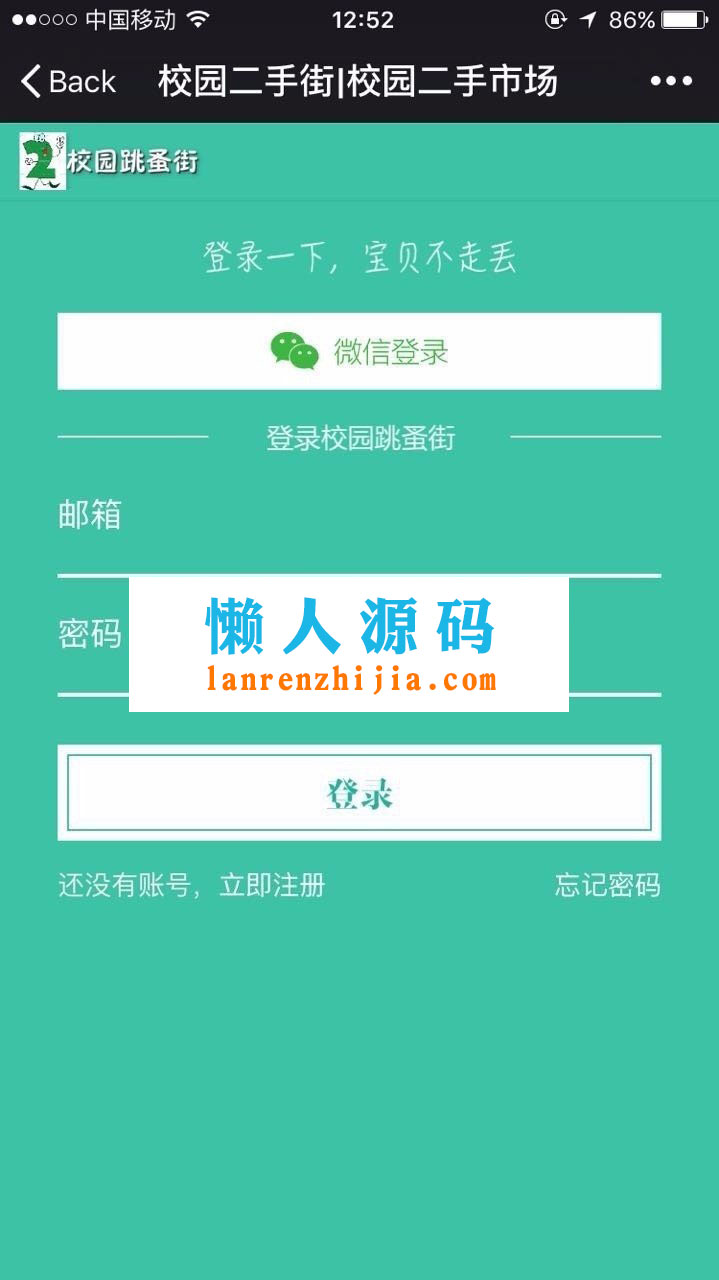 中国移动 12:52 86%
Back 校园二手街|校园二手市场
校园跳蚤街
登录一下，宝贝不走丢
微信登录
登录校园跳蚤街
邮箱
懒人源码
密码
lanrenzhijia.com
登录
还没有账号，立即注册 忘记密码